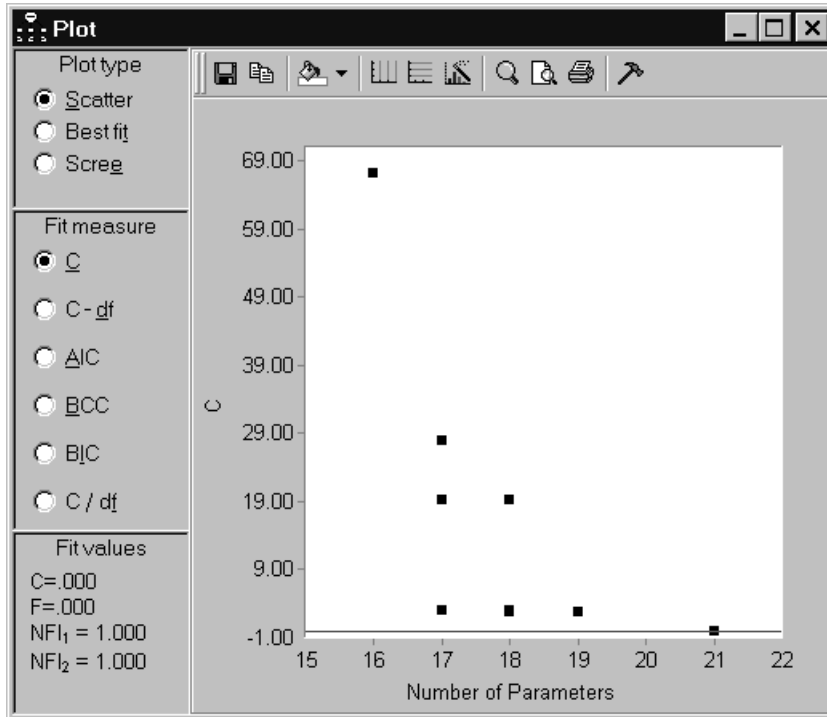 Plot
Plot type
Scatter
Best fit
Scree
Fit measure
C
C - df
AIC
BCC
BIC
C / df
Fit values
C=.000
F=.000
NFI₁ = 1.000
NFI₂ = 1.000
C
69.00
59.00
49.00
39.00
29.00
19.00
9.00
-1.00
15 16 17 18 19 20 21 22
Number of Parameters